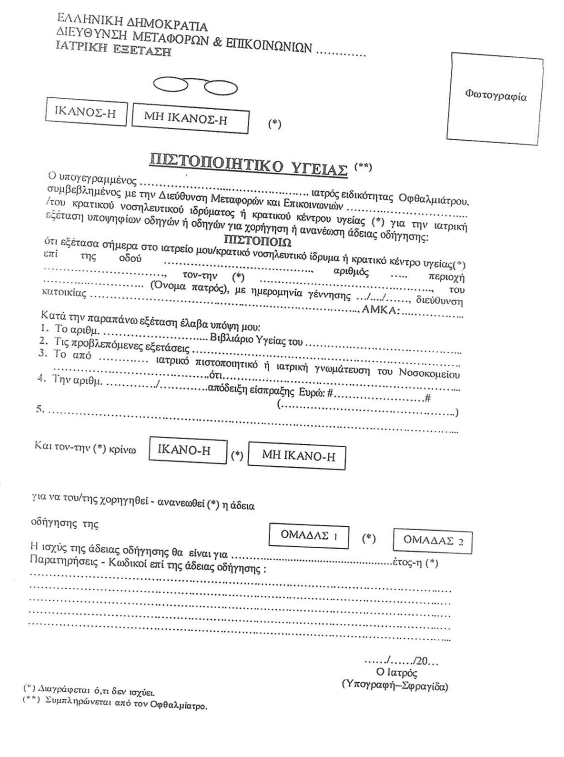 ΕΛΛΗΝΙΚΗ ΔΗΜΟΚΡΑΤΙΑ
ΔΙΕΥΘΥΝΣΗ ΜΕΤΑΦΟΡΩΝ & ΕΠΙΚΟΙΝΩΝΙΩΝ ………….
ΙΑΤΡΙΚΗ ΕΞΕΤΑΣΗ
Φωτογραφία
ΙΚΑΝΟΣ-Η ΜΗ ΙΚΑΝΟΣ-Η (*)
ΠΙΣΤΟΠΟΙΗΤΙΚΟ ΥΓΕΙΑΣ (**)
Ο υπογεγραμμένος ……………………………………… ιατρός ειδικότητας Οφθαλμιάτρου.
συμβεβλημένος με την Διεύθυνση Μεταφορών και Επικοινωνιών …………………………...
/του κρατικού νοσηλευτικού ιδρύματος ή κρατικού κέντρου υγείας (*) για την ιατρική
εξέταση υποψηφίων οδηγών ή οδηγών για χορήγηση ή ανανέωση άδειας οδήγησης:
ΠΙΣΤΟΠΟΙΩ
ότι εξέτασα σήμερα στο ιατρείο μου/κρατικό νοσηλευτικό ίδρυμα ή κρατικό κέντρο υγείας(*)
επί της οδού ………………………………….., αριθμός ….. περιοχή
…………………………, τον-την (*) ……………………………………………, του
…………………… (Όνομα πατρός), με ημερομηνία γέννησης …/..../……, διεύθυνση
κατοικίας ………………………………………………………….., ΑΜΚΑ:……………
Κατά την παραπάνω εξέταση έλαβα υπόψη μου:
1. Το αριθμ. ……………………... Βιβλιάριο Υγείας του …………………………………..
2. Τις προβλεπόμενες εξετάσεις ……………………………………………………………...
3. Το από ………… ιατρικό πιστοποιητικό ή ιατρική γνωμάτευση του Νοσοκομείου
…………………………………ότι…………………………………………………………..
4. Την αριθμ. …………/…………απόδειξη είσπραξης Ευρώ: #…………………..#
(……………………………………..)
5. …………………………………………………………………………………………...
Και τον-την (*) κρίνω ΙΚΑΝΟ-Η (*) ΜΗ ΙΚΑΝΟ-Η
για να του/της χορηγηθεί - ανανεωθεί (*) η άδεια
οδήγησης της ΟΜΑΔΑΣ 1 (*) ΟΜΑΔΑΣ 2
Η ισχύς της άδειας οδήγησης θα είναι για …………………………………...έτος-η (*)
Παρατηρήσεις - Κωδικοί επί της άδειας οδήγησης :
……………………………………………………………………………………..
……………………………………………………………………………………..
……………………………………………………………………………………..
……………………………………………………………………………………..
……………………………………………………………………………………..
……/……/20…
Ο Ιατρός
(Υπογραφή–Σφραγίδα)
(*) Διαγράφεται ό,τι δεν ισχύει.
(**) Συμπληρώνεται από τον Οφθαλμίατρο.